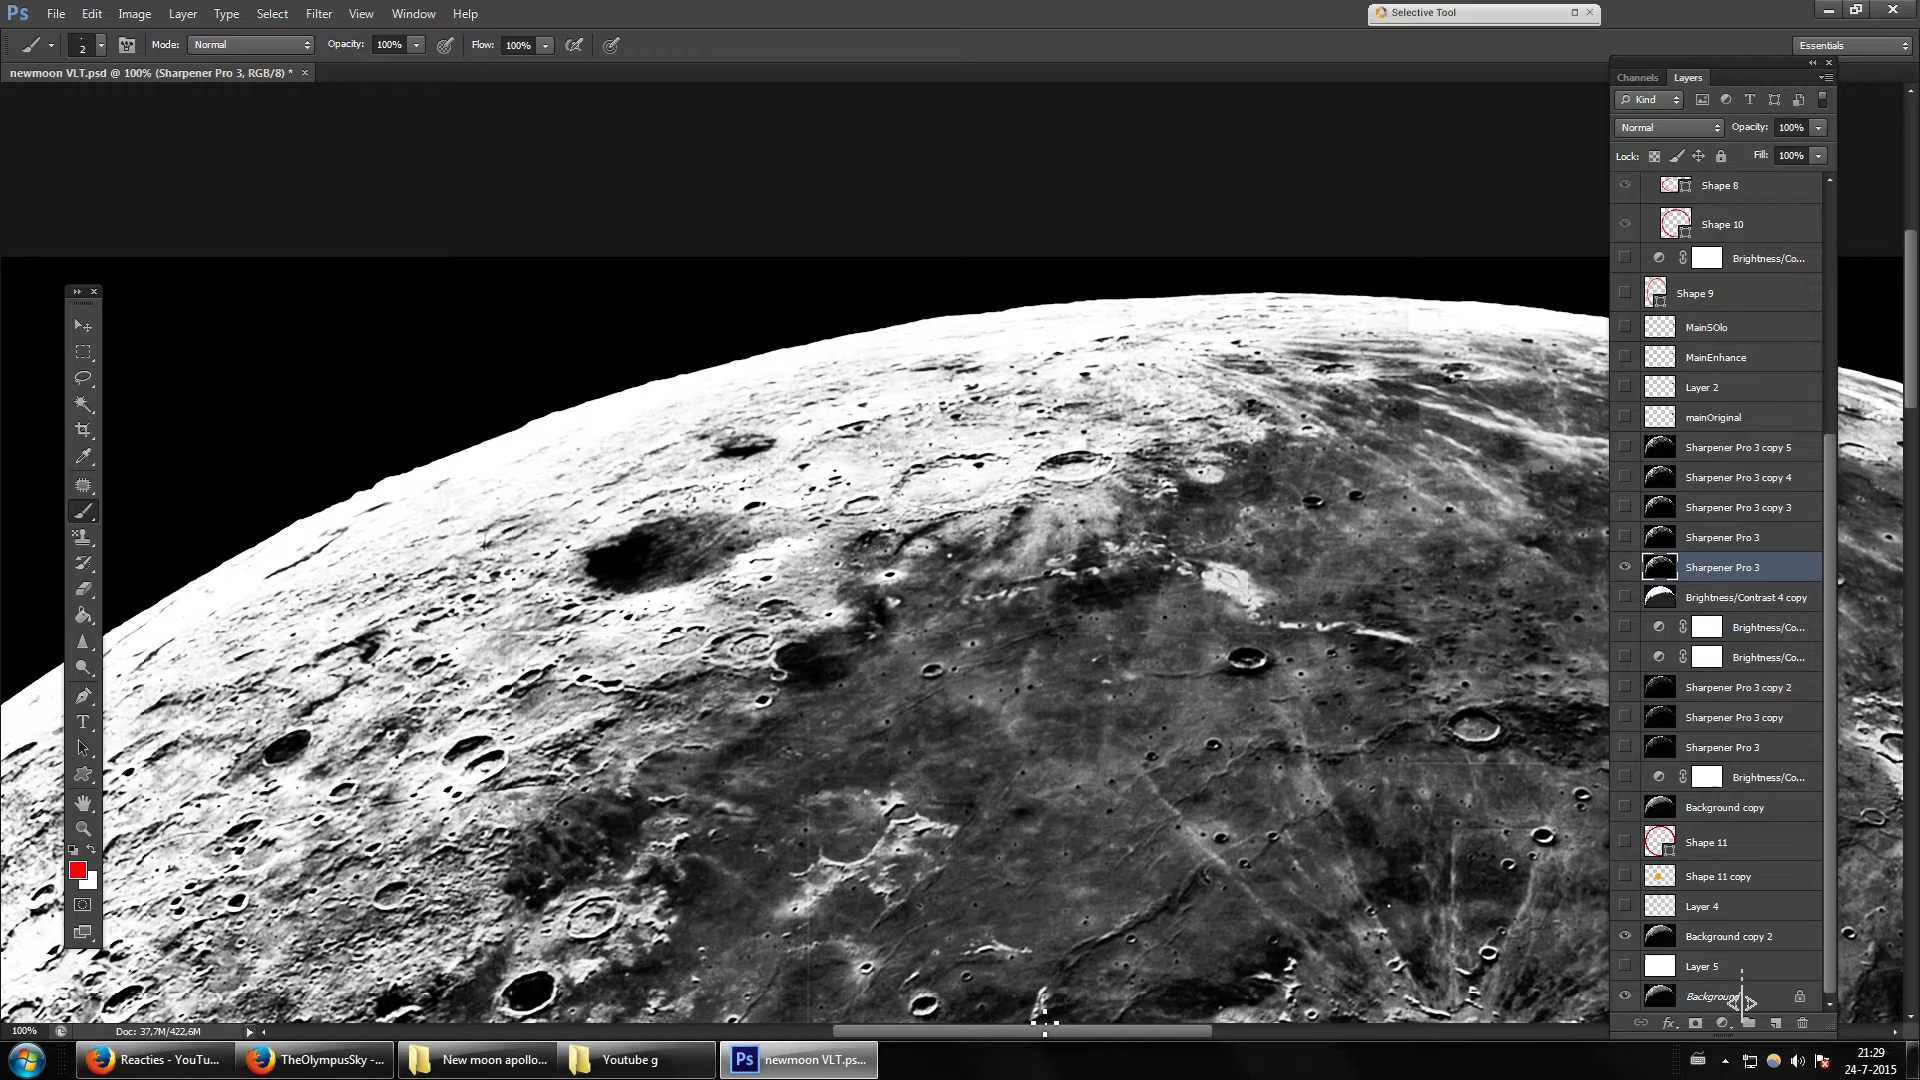 Ps File Edit Image Layer Type Select Filter 3D View Window Help
Selective Tool
2 Mode: Normal Opacity: 100% Flow: 100%
Essentials
newmoon VLT.psd @ 100% (Sharpener Pro 3, RGB/8) *
Channels Layers
Kind
Normal Opacity: 100%
Lock: Fill: 100%
Shape 8
Shape 10
Brightness/Co...
Shape 9
MainSOlo
MainEnhance
Layer 2
mainOriginal
Sharpener Pro 3 copy 5
Sharpener Pro 3 copy 4
Sharpener Pro 3 copy 3
Sharpener Pro 3
Sharpener Pro 3
Brightness/Contrast 4 copy
Brightness/Co...
Brightness/Co...
Sharpener Pro 3 copy 2
Sharpener Pro 3 copy
Sharpener Pro 3
Brightness/Co...
Background copy
Shape 11
Shape 11 copy
Layer 4
Background copy 2
Layer 5
Background
fx
100% Doc: 37,7M/422,6M
Reacties - YouTu... TheOlympusSky -... New moon apollo... Youtube g Ps newmoon VLT.ps...
21:29
24-7-2015